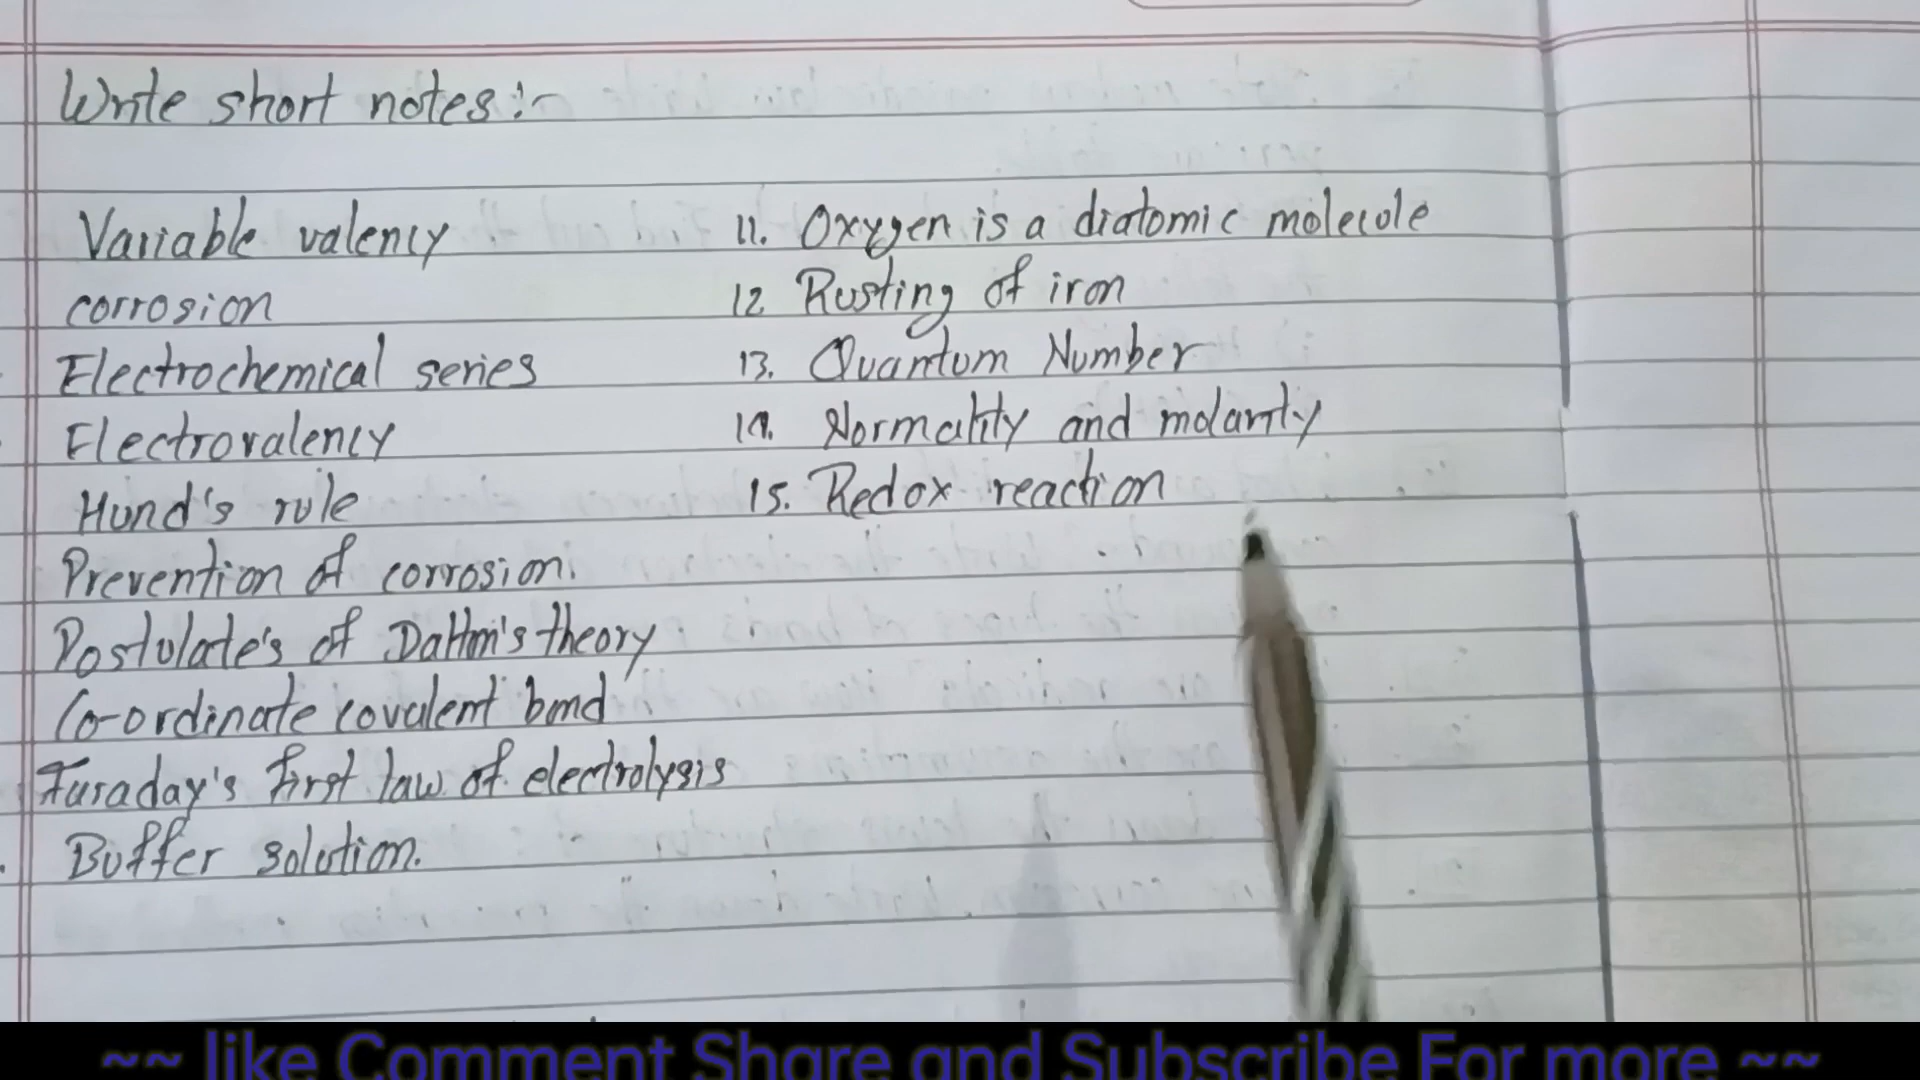 Write short notes:-
Variable valency
corrosion
Electrochemical series
Electrovalency
Hund's rule
Prevention of corrosion.
Postulate's of Dalton's theory
Co-ordinate covalent bond
Faraday's first law of electrolysis
Buffer solution.
11. Oxygen is a diatomic molecule
12. Rusting of iron
13. Quantum Number
14. Normality and molarity
15. Redox reaction
~~ like Comment Share and Subscribe For more ~~